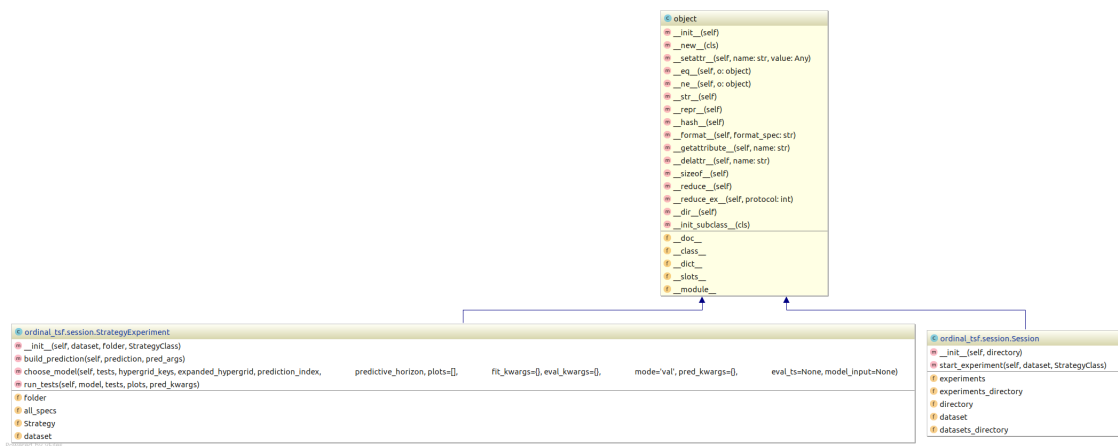 object
__init__(self)
__new__(cls)
__setattr__(self, name: str, value: Any)
__eq__(self, o: object)
__ne__(self, o: object)
__str__(self)
__repr__(self)
__hash__(self)
__format__(self, format_spec: str)
__getattribute__(self, name: str)
__delattr__(self, name: str)
__sizeof__(self)
__reduce__(self)
__reduce_ex__(self, protocol: int)
__dir__(self)
__init_subclass__(cls)
__doc__
__class__
__dict__
__slots__
__module__
ordinal_tsf.session.StrategyExperiment
__init__(self, dataset, folder, StrategyClass)
build_prediction(self, prediction, pred_args)
choose_model(self, tests, hypergrid_keys, expanded_hypergrid, prediction_index, predictive_horizon, plots=[], fit_kwargs={}, eval_kwargs={}, mode='val', pred_kwargs={}, eval_ts=None, model_input=None)
run_tests(self, model, tests, plots, pred_kwargs)
folder
all_specs
Strategy
dataset
ordinal_tsf.session.Session
__init__(self, directory)
start_experiment(self, dataset, StrategyClass)
experiments
experiments_directory
directory
dataset
datasets_directory